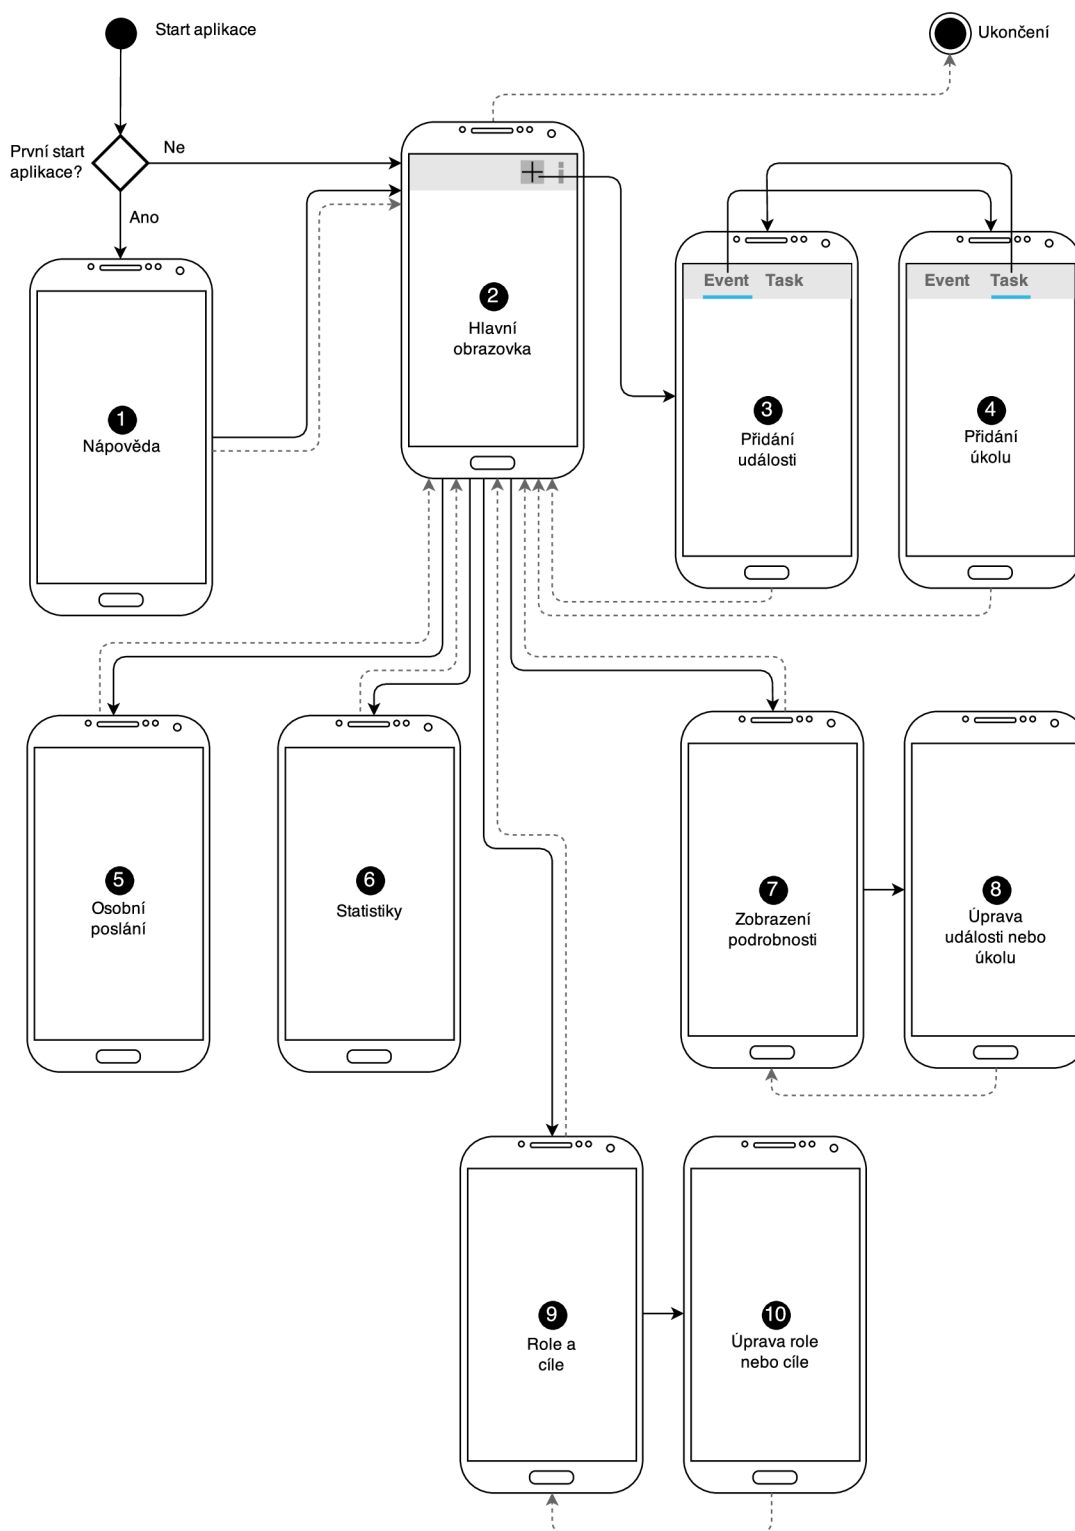 Start aplikace
Ukončení
První start
aplikace?
Ne
Ano
1
Nápověda
2
Hlavní
obrazovka
Event Task
3
Přidání
události
Event Task
4
Přidání
úkolu
5
Osobní
poslání
6
Statistiky
7
Zobrazení
podrobnosti
8
Úprava
události nebo
úkolu
9
Role a
cíle
10
Úprava role
nebo cíle